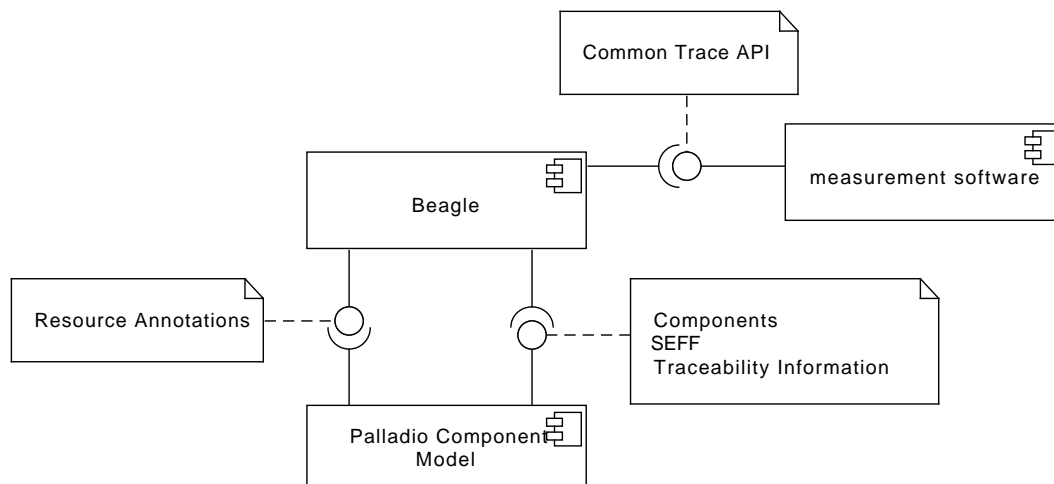 Common Trace API
measurement software
Beagle
Resource Annotations
Components
SEFF
Traceability Information
Palladio Component
Model